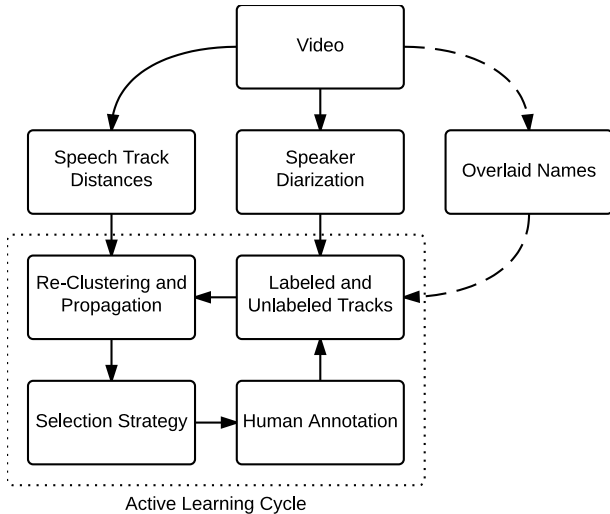 Video
Speech Track
Distances
Speaker
Diarization
Overlaid Names
Re-Clustering and
Propagation
Labeled and
Unlabeled Tracks
Selection Strategy
Human Annotation
Active Learning Cycle